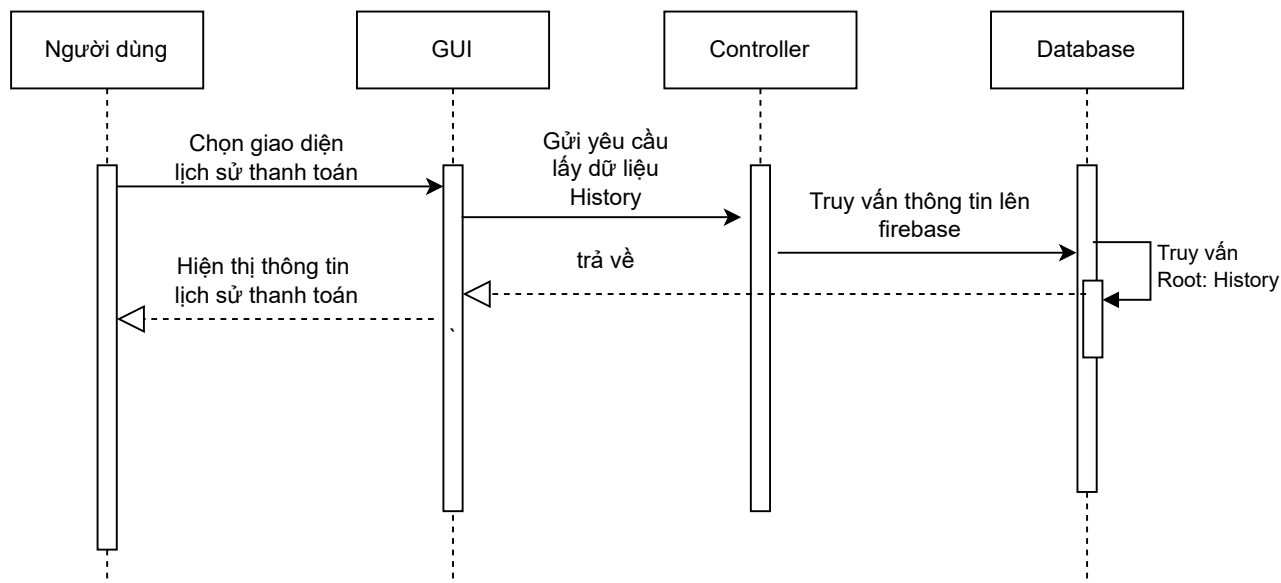 Người dùng
GUI
Controller
Database
Chọn giao diện
lịch sử thanh toán
Gửi yêu cầu
lấy dữ liệu
History
Truy vấn thông tin lên
firebase
Truy vấn
Root: History
trả về
Hiện thị thông tin
lịch sử thanh toán
`